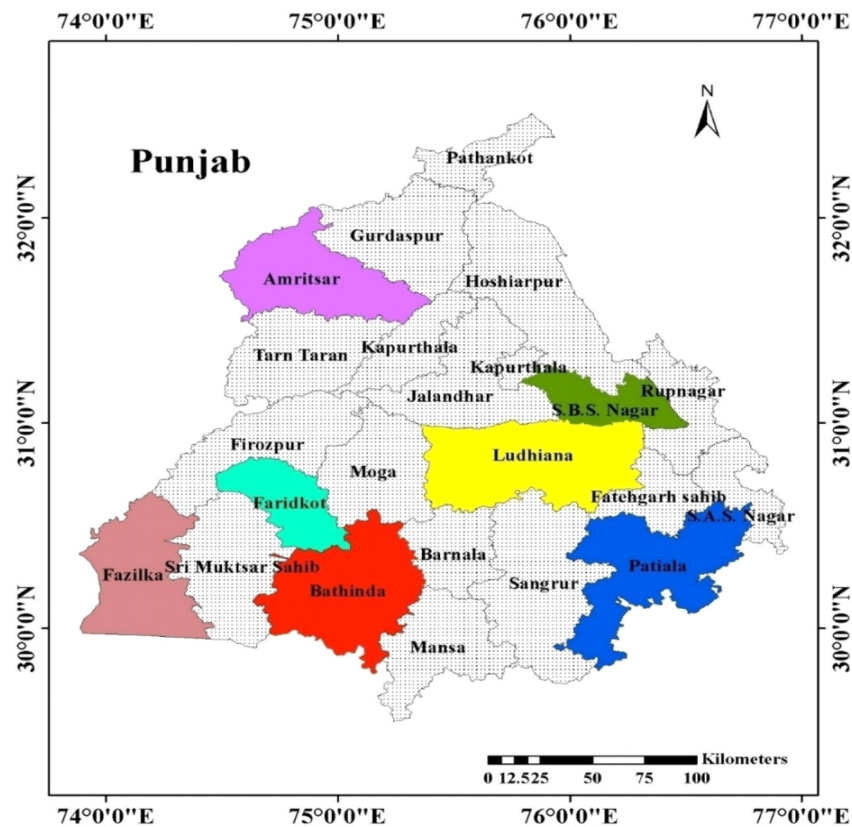 74°0'0"E 75°0'0"E 76°0'0"E 77°0'0"E
N
Punjab
Pathankot
32°0'0"N 32°0'0"N
Gurdaspur
Amritsar
Hoshiarpur
Tarn Taran
Kapurthala
Kapurthala
Jalandhar
Rupnagar
S.B.S. Nagar
31°0'0"N 31°0'0"N
Firozpur
Moga
Ludhiana
Faridkot
Fatehgarh sahib
S.A.S. Nagar
Barnala
Sri Muktsar Sahib
Fazilka
Patiala
Sangrur
Bathinda
30°0'0"N 30°0'0"N
Mansa
Kilometers
0 12.525 50 75 100
74°0'0"E 75°0'0"E 76°0'0"E 77°0'0"E